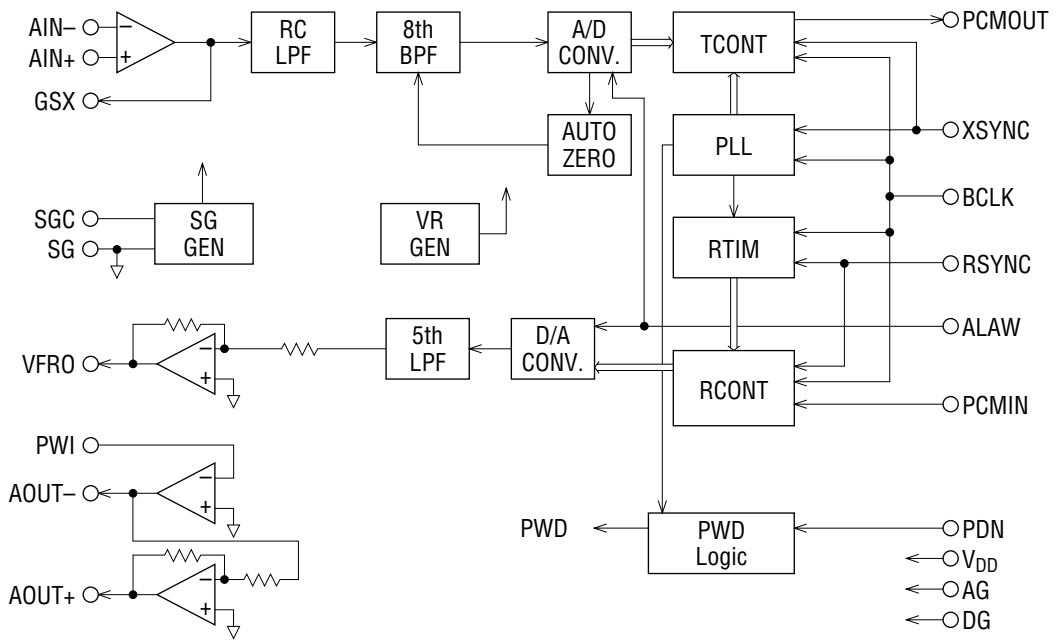 AIN–
AIN+
GSX
–
+
RC
LPF
8th
BPF
A/D
CONV.
TCONT
PCMOUT
AUTO
ZERO
PLL
XSYNC
SGC
SG
SG
GEN
VR
GEN
RTIM
BCLK
RSYNC
VFRO
–
+
5th
LPF
D/A
CONV.
RCONT
ALAW
PCMIN
PWI
AOUT–
–
+
AOUT+
–
+
PWD
PWD
Logic
PDN
VDD
AG
DG